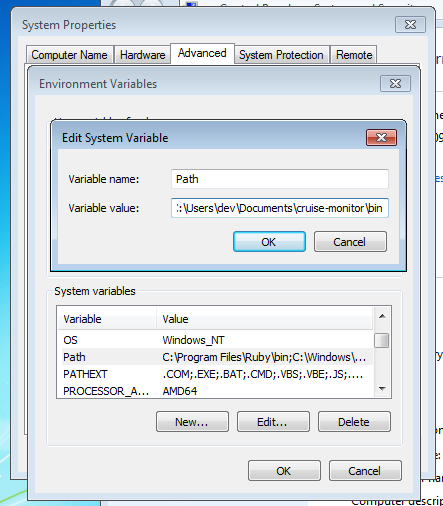 System Properties
Computer Name Hardware Advanced System Protection Remote
Environment Variables
Edit System Variable
Variable name: Path
Variable value: :\Users\dev\Documents\cruise-monitor\bin
OK Cancel
System variables
Variable Value
OS Windows_NT
Path C:\Program Files\Ruby\bin;C:\Windows\...
PATHEXT .COM;.EXE;.BAT;.CMD;.VBS;.VBE;.JS;....
PROCESSOR_A... AMD64
New... Edit... Delete
OK Cancel
Computer descrip